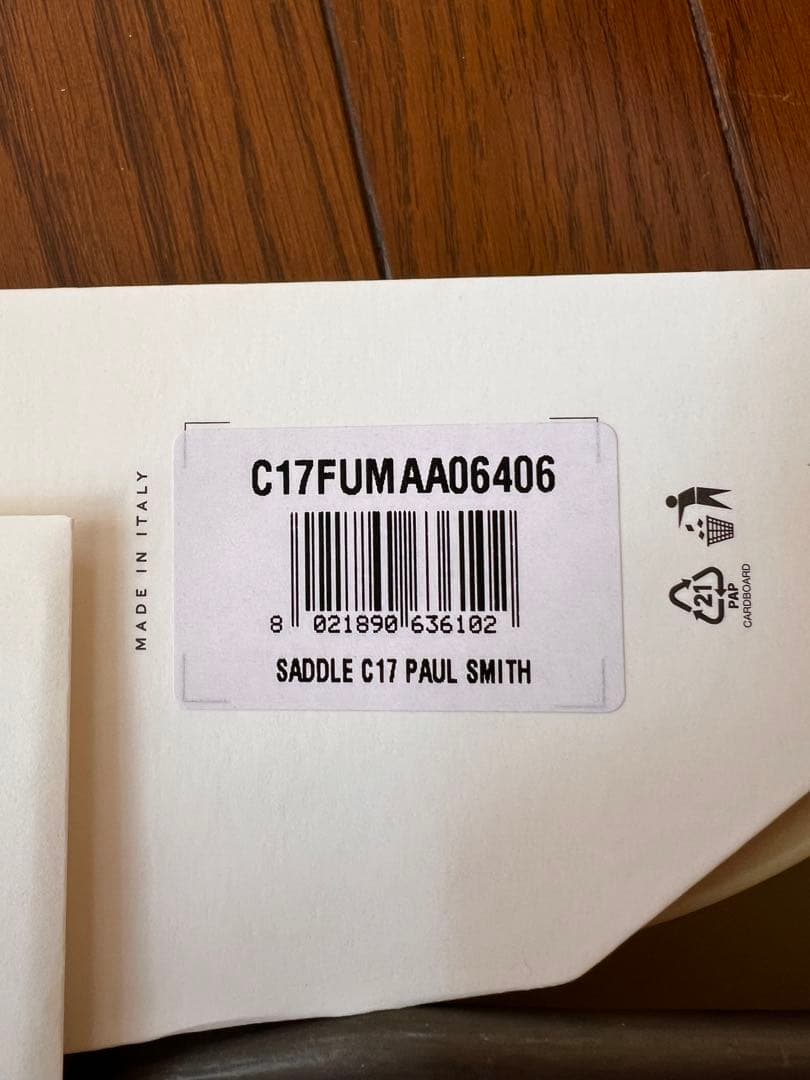 MADE IN ITALY
C17FUMAA06406
8 021890 636102
SADDLE C17 PAUL SMITH
21
PAP
CARDBOARD